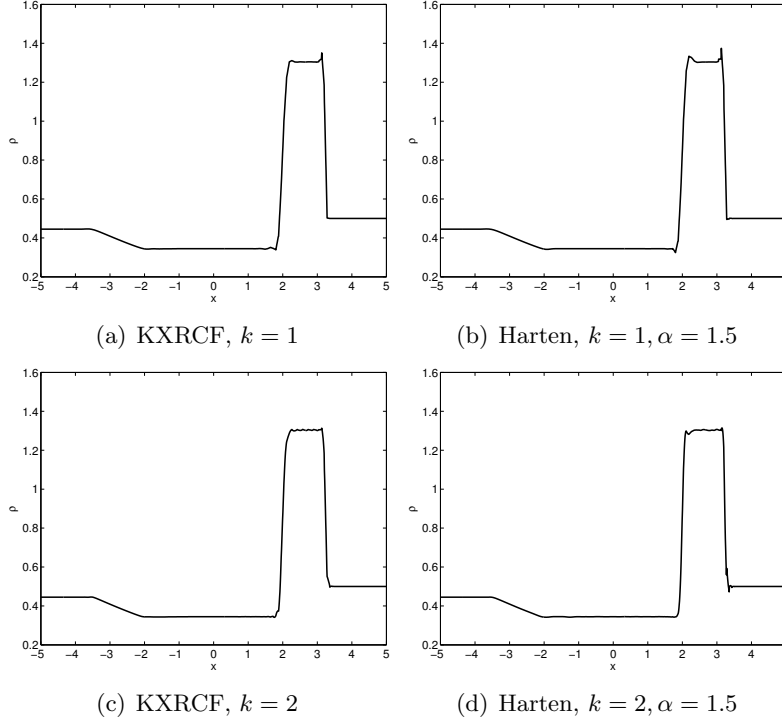 1.6
1.4
1.2
1
0.8
0.6
0.4
0.2
ρ
−5 −4 −3 −2 −1 0 1 2 3 4 5
x
(a) KXRCF, k = 1
1.6
1.4
1.2
1
0.8
0.6
0.4
0.2
ρ
−5 −4 −3 −2 −1 0 1 2 3 4
x
(b) Harten, k = 1, α = 1.5
1.6
1.4
1.2
1
0.8
0.6
0.4
0.2
ρ
−5 −4 −3 −2 −1 0 1 2 3 4 5
x
(c) KXRCF, k = 2
1.6
1.4
1.2
1
0.8
0.6
0.4
0.2
ρ
−5 −4 −3 −2 −1 0 1 2 3 4
x
(d) Harten, k = 2, α = 1.5